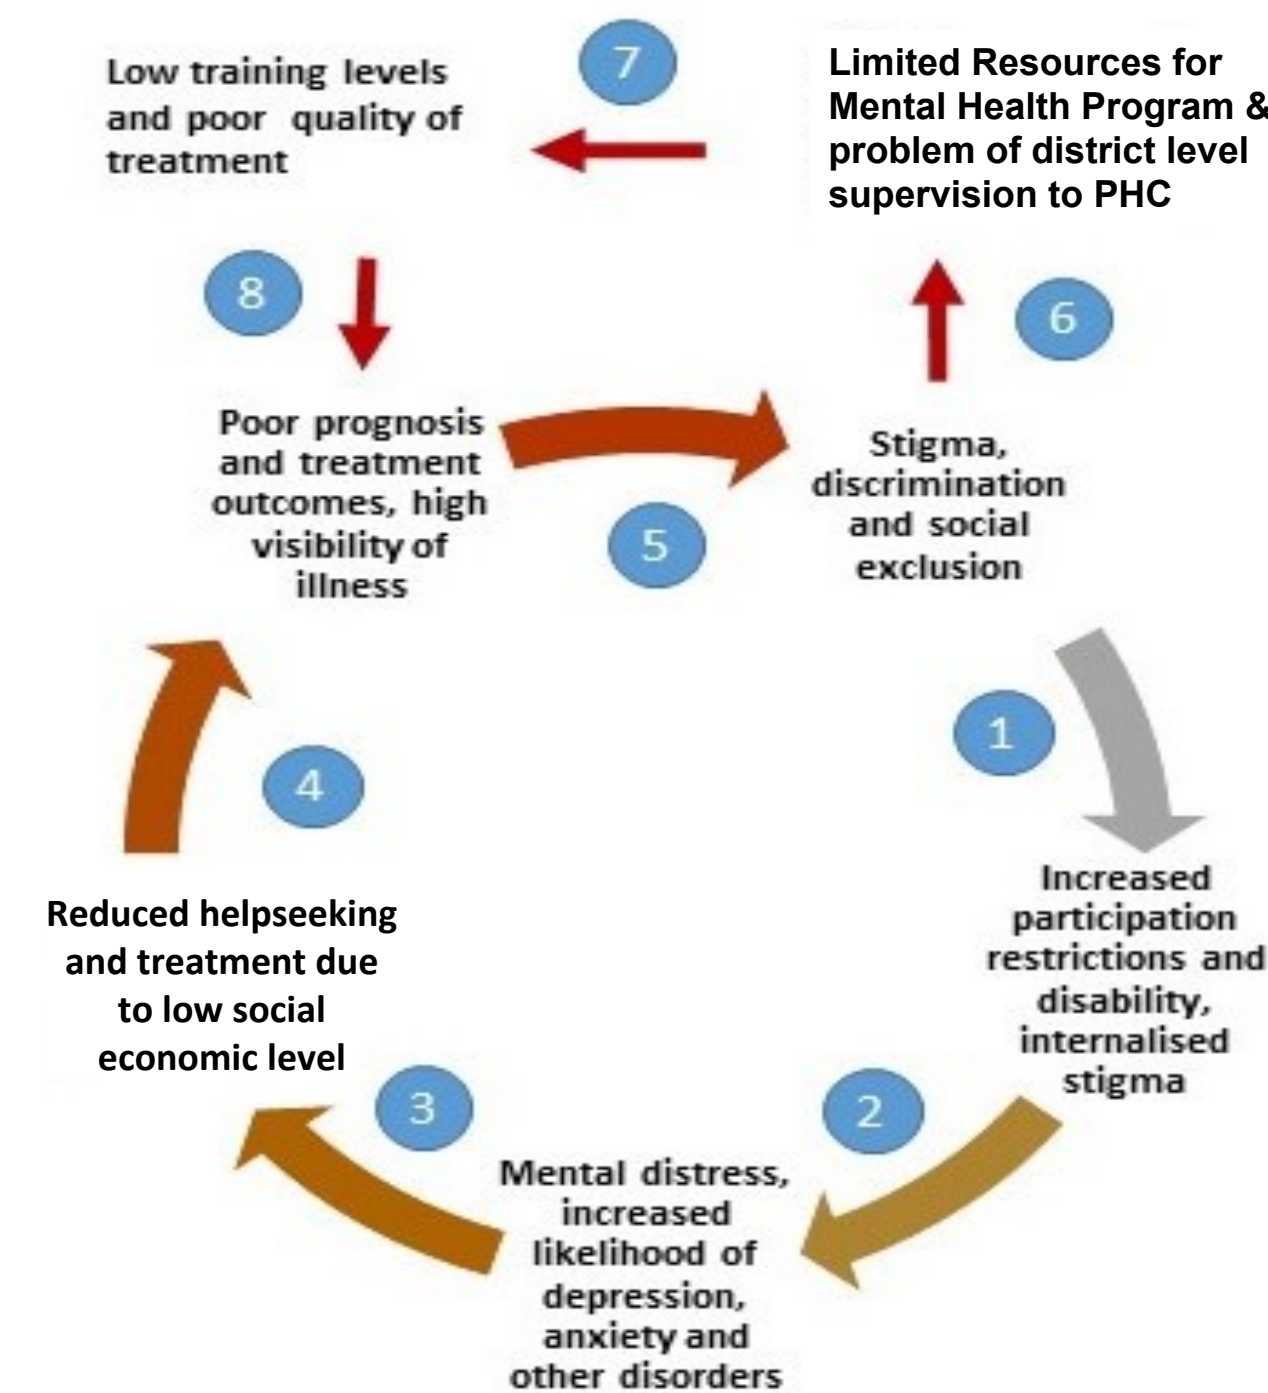 Low training levels
and poor quality of
treatment
7
Limited Resources for
Mental Health Program &
problem of district level
supervision to PHC
8
6
Poor prognosis
and treatment
outcomes, high
visibility of
illness
5
Stigma,
discrimination
and social
exclusion
1
4
Increased
participation
restrictions and
disability,
internalised
stigma
Reduced helpseeking
and treatment due
to low social
economic level
3
2
Mental distress,
increased
likelihood of
depression,
anxiety and
other disorders